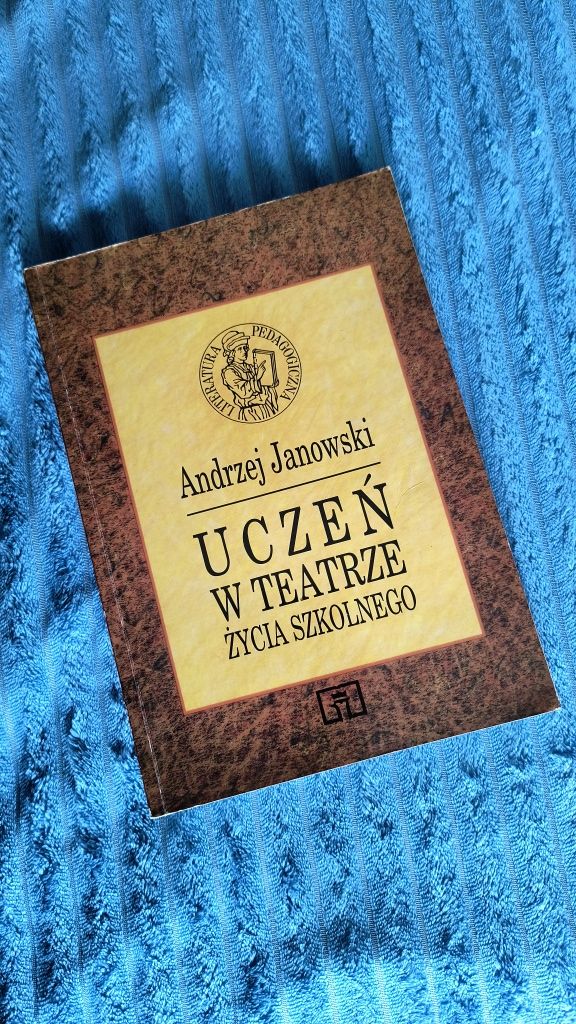 LITERATURA PEDAGOGICZNA
Andrzej Janowski
UCZEŃ
W TEATRZE
ŻYCIA SZKOLNEGO